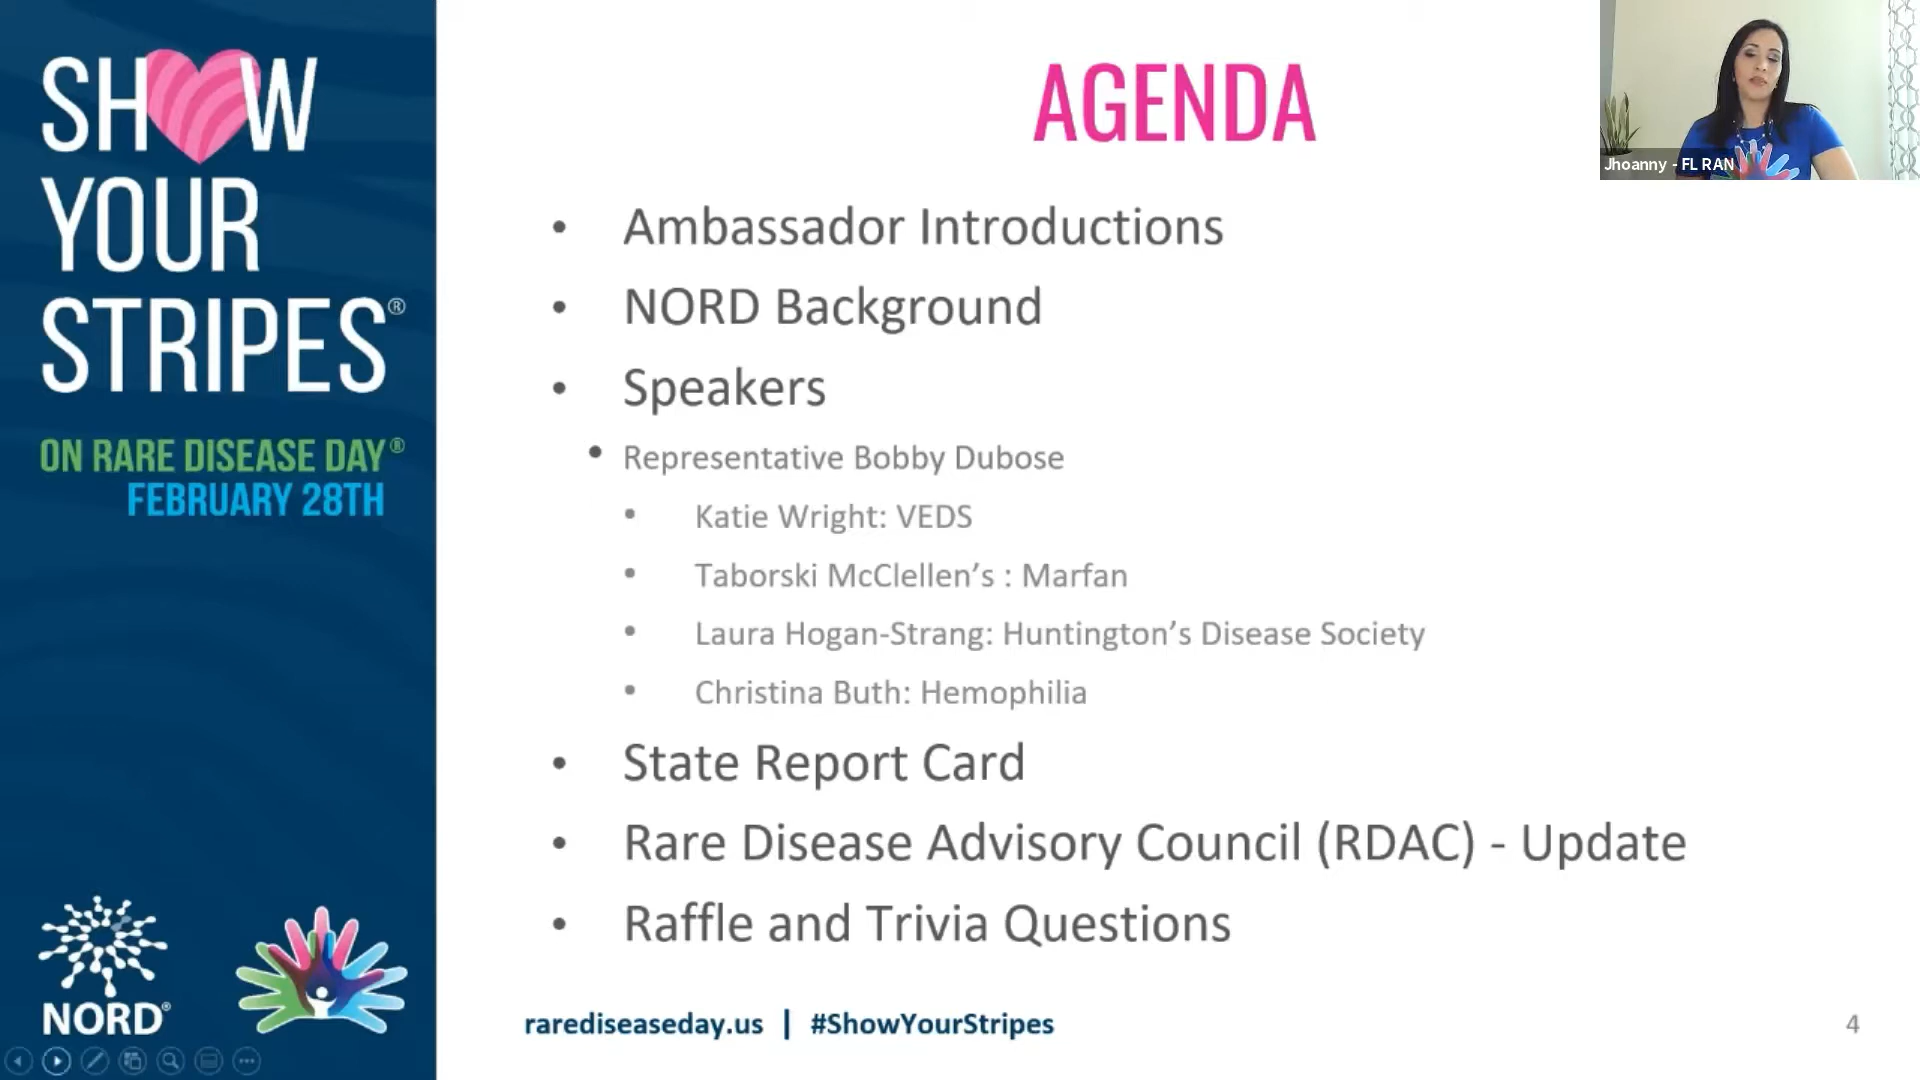 SHOW
YOUR
STRIPES®
ON RARE DISEASE DAY®
FEBRUARY 28TH
NORD®
AGENDA
• Ambassador Introductions
• NORD Background
• Speakers
• Representative Bobby Dubose
• Katie Wright: VEDS
• Taborski McClellen’s : Marfan
• Laura Hogan-Strang: Huntington’s Disease Society
• Christina Buth: Hemophilia
• State Report Card
• Rare Disease Advisory Council (RDAC) - Update
• Raffle and Trivia Questions
rarediseaseday.us | #ShowYourStripes
4
Jhoanny - FL RAN